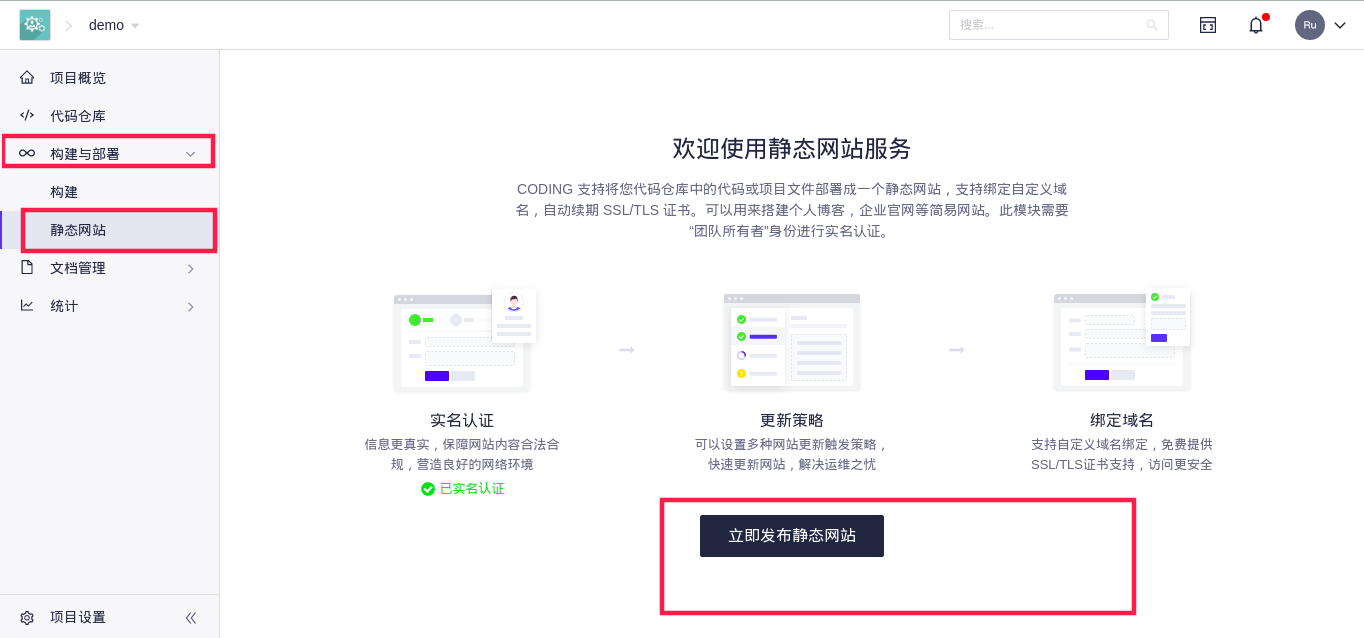 demo
搜索...
Ru
项目概览
代码仓库
构建与部署
构建
静态网站
文档管理
统计
项目设置
欢迎使用静态网站服务
CODING 支持将您代码仓库中的代码或项目文件部署成一个静态网站，支持绑定自定义域
名，自动续期 SSL/TLS 证书。可以用来搭建个人博客，企业官网等简易网站。此模块需要
“团队所有者”身份进行实名认证。
实名认证
信息更真实，保障网站内容合法合
规，营造良好的网络环境
已实名认证
更新策略
可以设置多种网站更新触发策略，
快速更新网站，解决运维之忧
绑定域名
支持自定义域名绑定，免费提供
SSL/TLS证书支持，访问更安全
立即发布静态网站